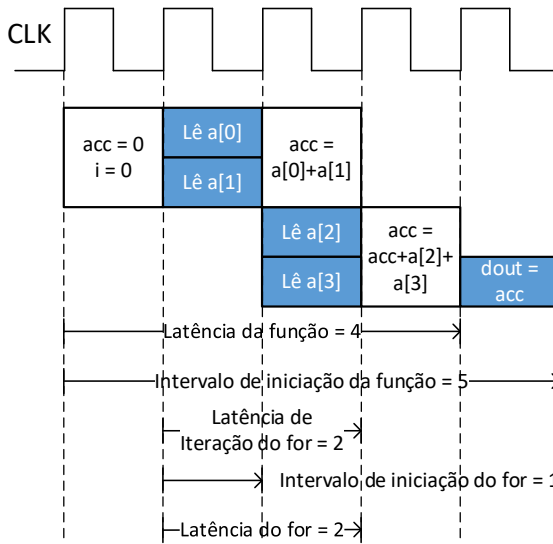 CLK
acc = 0
i = 0
Lê a[0]
Lê a[1]
acc =
a[0]+a[1]
Lê a[2]
Lê a[3]
acc =
acc+a[2]+
a[3]
dout =
acc
Latência da função = 4
Intervalo de iniciação da função = 5
Latência de
Iteração do for = 2
Intervalo de iniciação do for = 1
Latência do for = 2